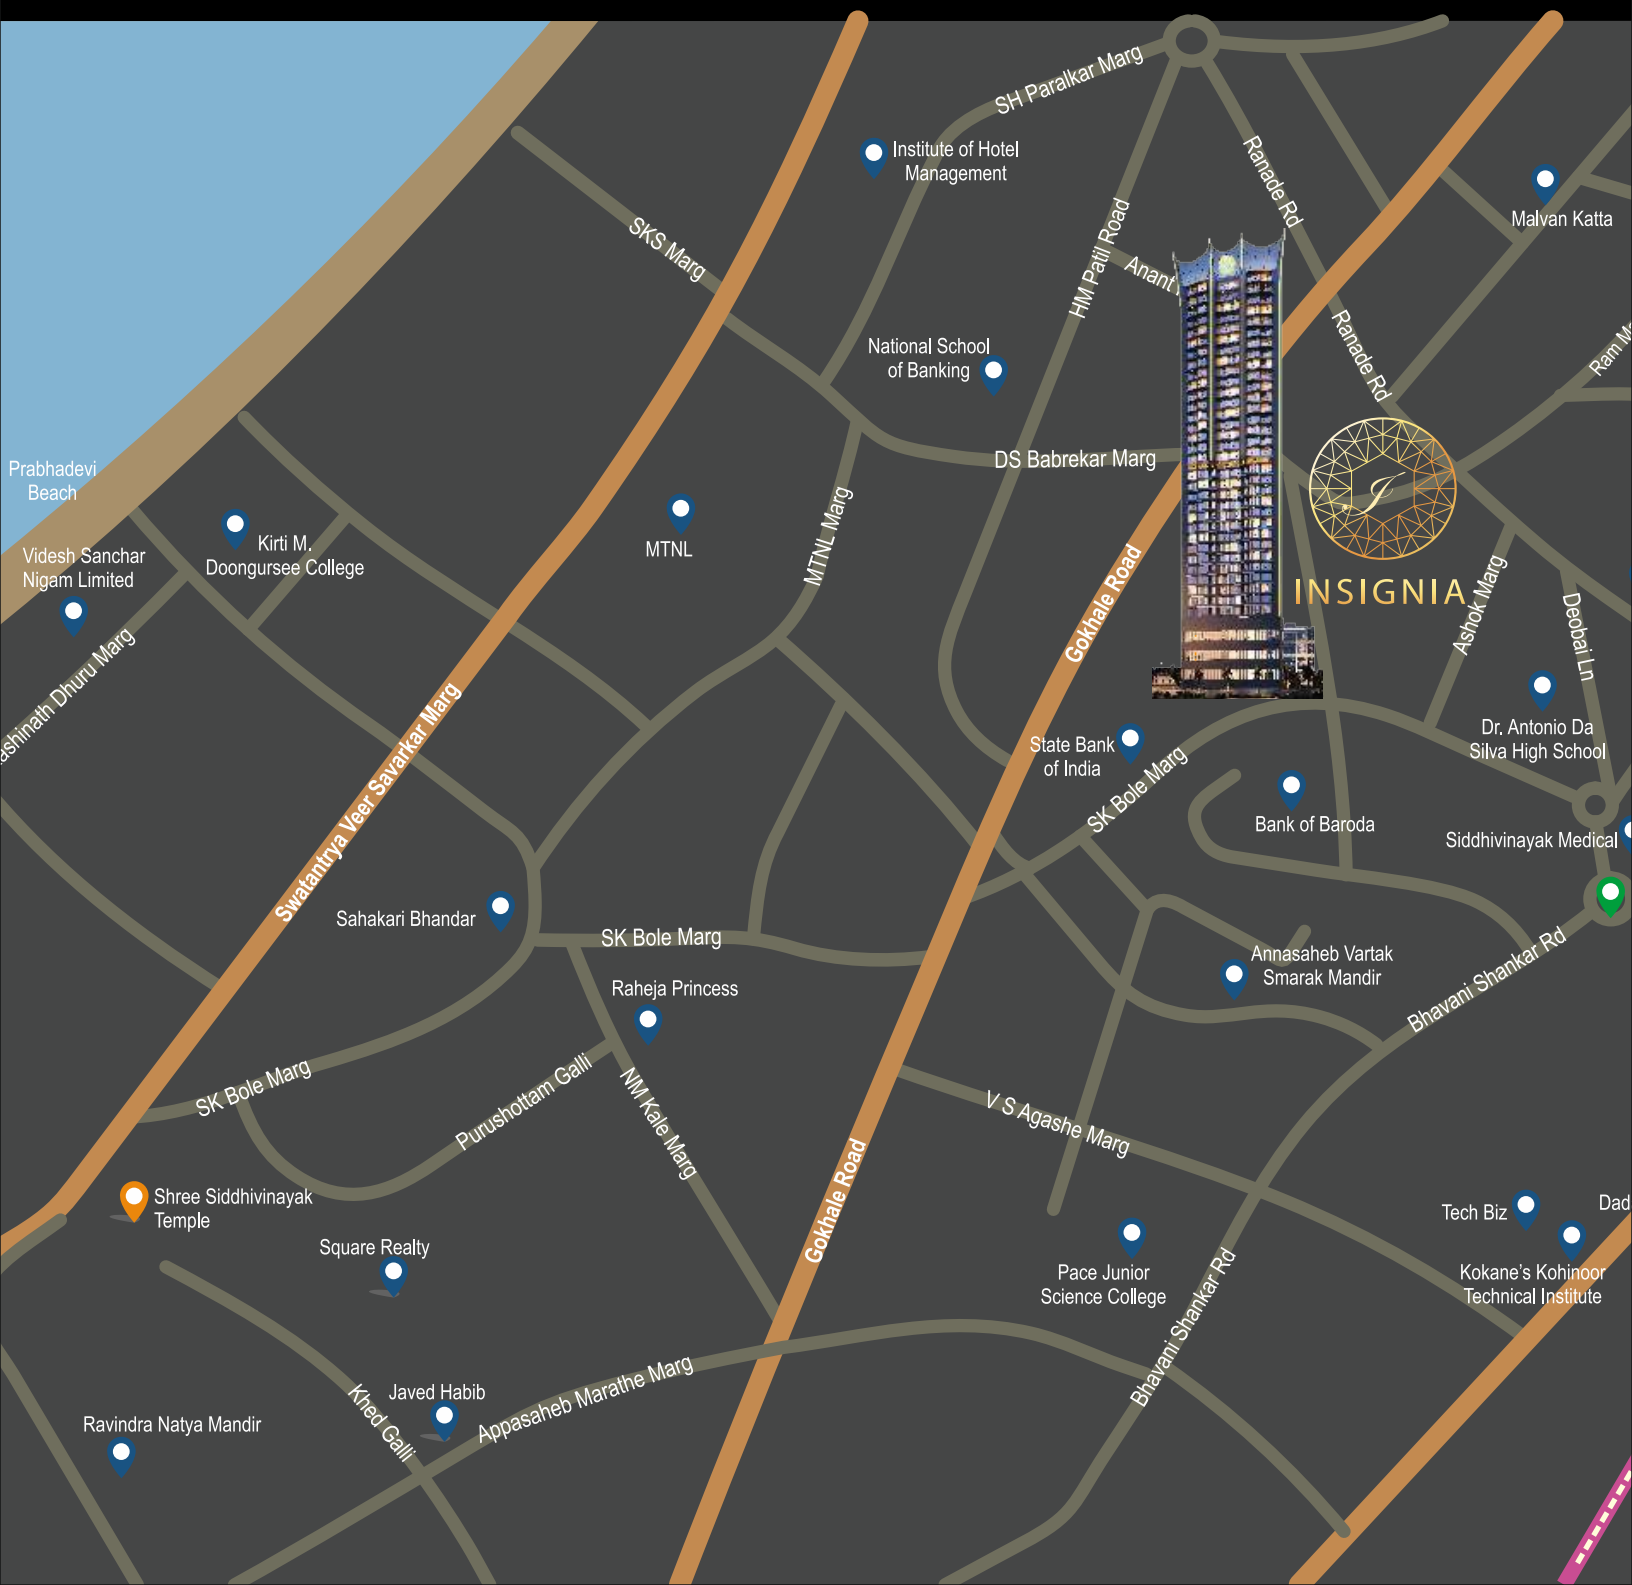 SH Paralkar Marg
Institute of Hotel
Management
Ranade Rd
Malvan Katta
SKS Marg
HM Patil Road
Anant
National School
of Banking
Ranade Rd
DS Babrekar Marg
Prabhadevi
Beach
Kirti M.
Doongursee College
MTNL
MTNL Marg
Videsh Sanchar
Nigam Limited
Gokhale Road
INSIGNIA
Ashok Marg
Deobai Ln
ashinath Dhuru Marg
Swatantrya Veer Savarkar Marg
State Bank
of India
SK Bole Marg
Dr. Antonio Da
Silva High School
Bank of Baroda
Siddhivinayak Medical
Sahakari Bhandar
SK Bole Marg
Annasaheb Vartak
Smarak Mandir
Bhavani Shankar Rd
Raheja Princess
SK Bole Marg
Purushottam Galli
NM Kale Marg
V S Agashe Marg
Gokhale Road
Shree Siddhivinayak
Temple
Square Realty
Tech Biz
Dad
Pace Junior
Science College
Kokane's Kohinoor
Technical Institute
Bhavani Shankar Rd
Khed Galli
Javed Habib
Appasaheb Marathe Marg
Ravindra Natya Mandir